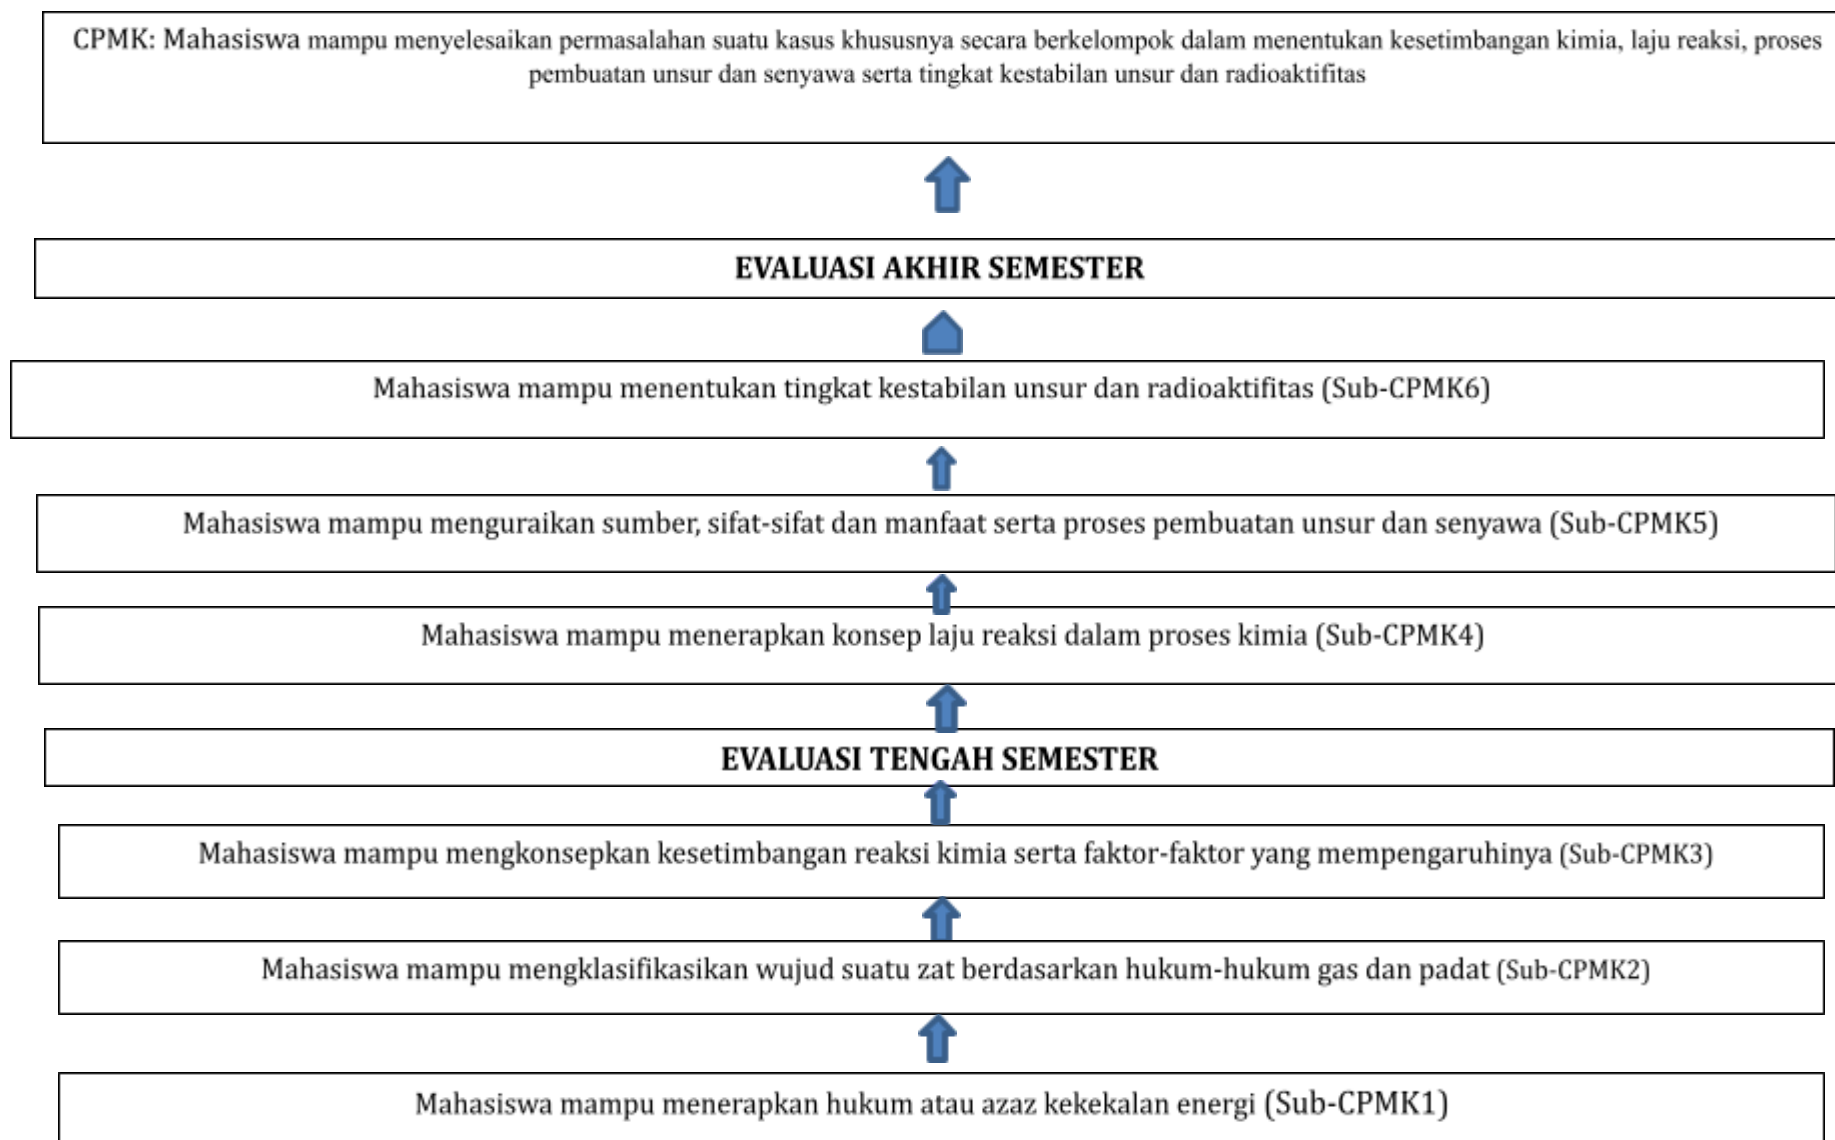 CPMK: Mahasiswa mampu menyelesaikan permasalahan suatu kasus khususnya secara berkelompok dalam menentukan kesetimbangan kimia, laju reaksi, proses
pembuatan unsur dan senyawa serta tingkat kestabilan unsur dan radioaktifitas
EVALUASI AKHIR SEMESTER
Mahasiswa mampu menentukan tingkat kestabilan unsur dan radioaktifitas (Sub-CPMK6)
Mahasiswa mampu menguraikan sumber, sifat-sifat dan manfaat serta proses pembuatan unsur dan senyawa (Sub-CPMK5)
Mahasiswa mampu menerapkan konsep laju reaksi dalam proses kimia (Sub-CPMK4)
EVALUASI TENGAH SEMESTER
Mahasiswa mampu mengkonsepkan kesetimbangan reaksi kimia serta faktor-faktor yang mempengaruhinya (Sub-CPMK3)
Mahasiswa mampu mengklasifikasikan wujud suatu zat berdasarkan hukum-hukum gas dan padat (Sub-CPMK2)
Mahasiswa mampu menerapkan hukum atau azaz kekekalan energi (Sub-CPMK1)